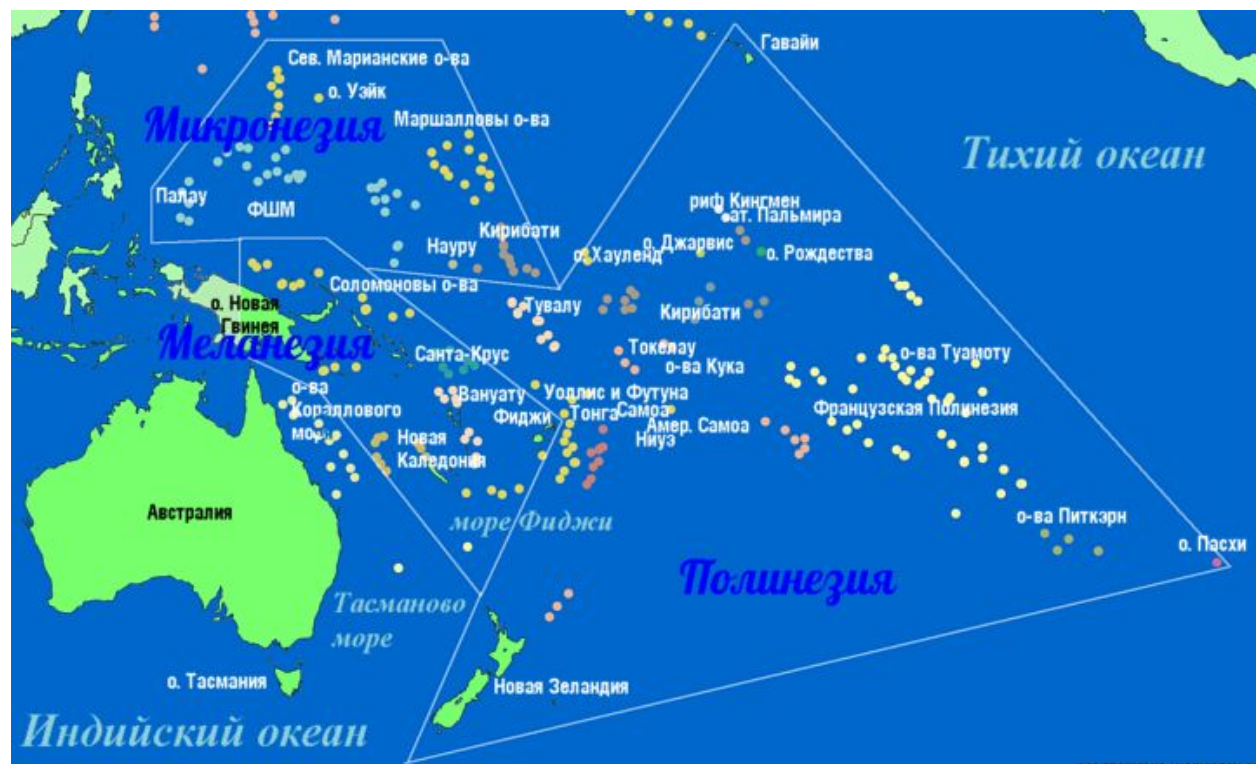 Гавайи
Сев. Марианские о-ва
о. Уэйк
Микронезия
Маршалловы о-ва
Тихий океан
Палау
ФШМ
риф Кингмен
ат. Пальмира
Кирибати
Науру
о. Хауленд
о. Джарвис
о. Рождества
Соломоновы о-ва
о. Новая
Гвинея
Тувалу
Кирибати
Меланезия
Санта-Крус
Токелау
о-ва Кука
о-ва Туамоту
о-ва
Кораллового
моря
Вануату
Уоллис и Футуна
Фиджи
Тонга
Самоа
Амер. Самоа
Ниуэ
Французская Полинезия
Новая
Каледония
Австралия
море Фиджи
о-ва Питкэрн
о. Пасхи
Полинезия
Тасманово
море
о. Тасмания
Новая Зеландия
Индийский океан